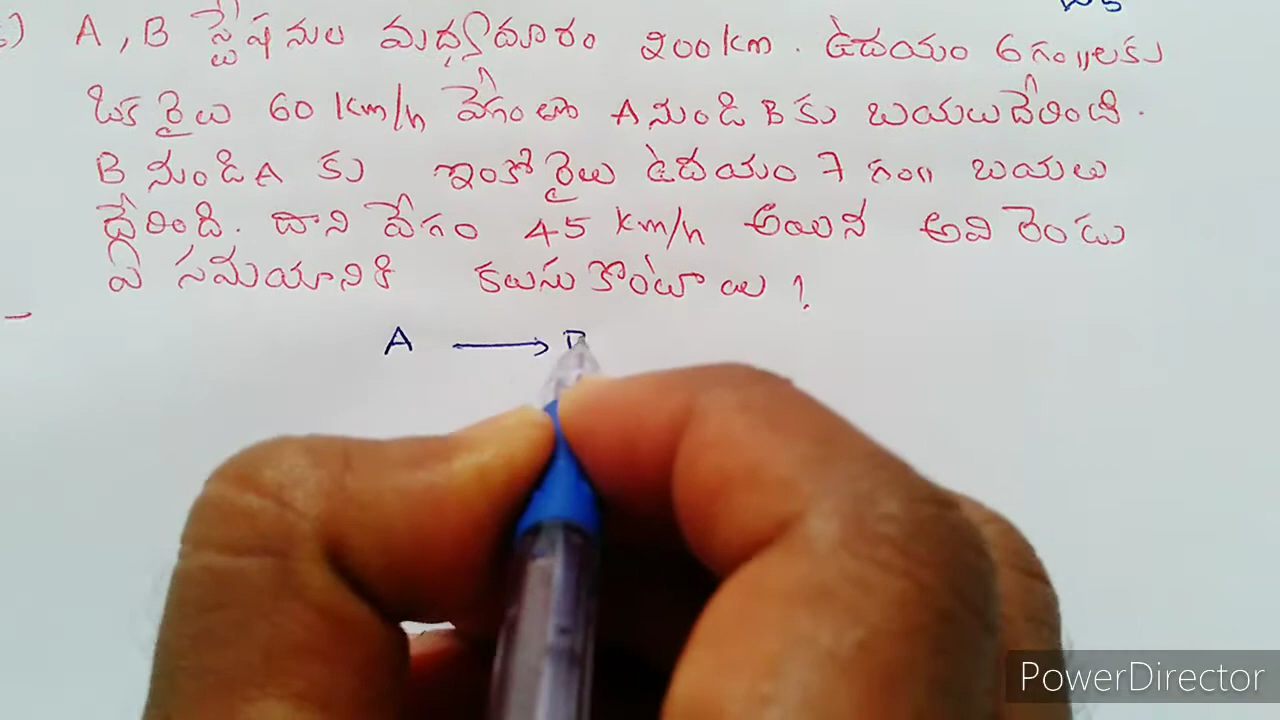 A, B స్టేషనుల మధ్యదూరం 200 km. ఉదయం 6 గం॥లకు
ఒక రైలు 60 km/h వేగంతో A నుండి B కు బయలుదేరింది.
B నుండి A కు ఇంకో రైలు ఉదయం 7 గం॥ బయలు
దేరింది. దాని వేగం 45 km/h అయిన అవి రెండు
ఏ సమయానికి కలుసుకొంటాయి ?
A ⟶ B
PowerDirector